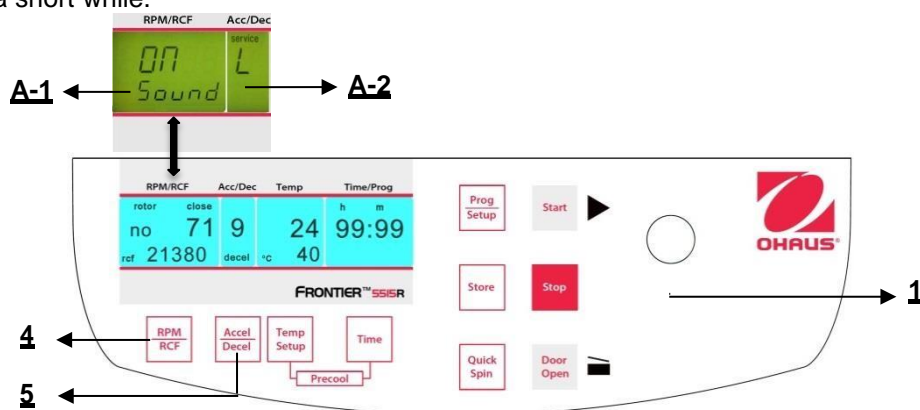 a short while.
RPM/RCF Acc/Dec
service
ON L
Sound
A-1 A-2
RPM/RCF Acc/Dec Temp Time/Prog
rotor close h m
no 71 9 24 99:99
rcf 21380 decel °C 40
FRONTIER™ 5515R
Prog
Setup
Start
OHAUS®
Store
Stop
1
RPM
RCF
Accel
Decel
Temp
Setup
Time
Precool
Quick
Spin
Door
Open
4
5